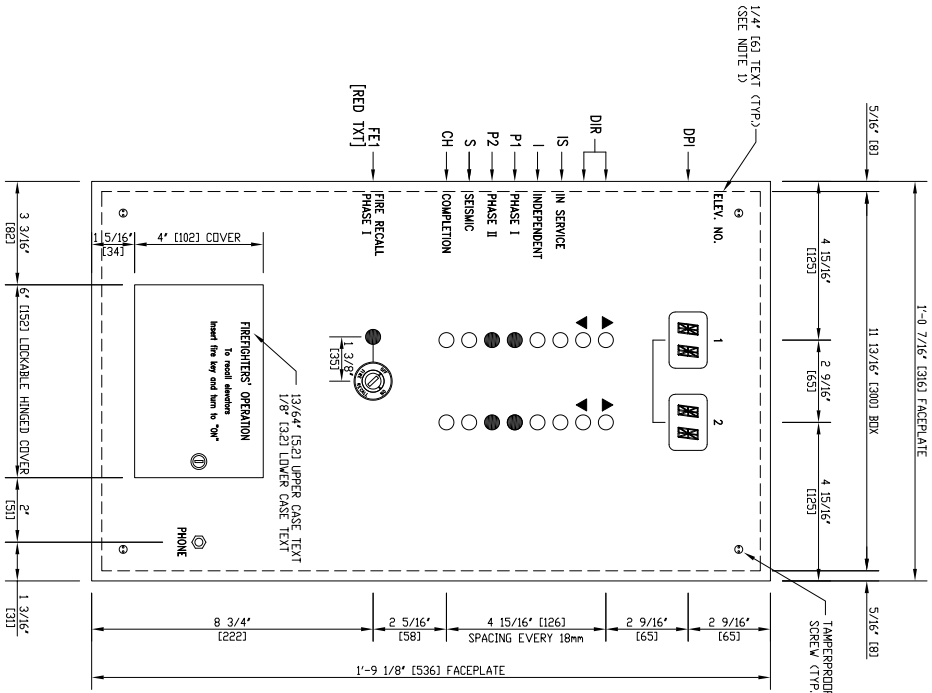 1'-0 7/16" [316] FACEPLATE
5/16" [8]
11 13/16" [300] BOX
5/16" [8]
4 15/16"
[125]
2 9/16"
[65]
4 15/16"
[125]
1/4" [6] TEXT (TYP.)
(SEE NOTE 1)
TAMPERPROOF
SCREW (TYP.
ELEV. NO.
1
2
DPI
DIR
IS
IN SERVICE
I
INDEPENDENT
P1
PHASE I
P2
PHASE II
S
SEISMIC
CH
COMPLETION
FE1
[RED TXT]
FIRE RECALL
PHASE I
1 3/8"
[35]
13/64" [5.2] UPPER CASE TEXT
1/8" [3.2] LOWER CASE TEXT
4" [102] COVER
1 5/16"
[34]
FIREFIGHTERS' OPERATION
To recall elevators
Insert fire key and turn to "ON"
PHONE
3 3/16"
[82]
6" [152] LOCKABLE HINGED COVER
2"
[51]
1 3/16"
[31]
8 3/4"
[222]
2 5/16"
[58]
4 15/16" [126]
SPACING EVERY 18mm
2 9/16"
[65]
2 9/16"
[65]
1'-9 1/8" [536] FACEPLATE